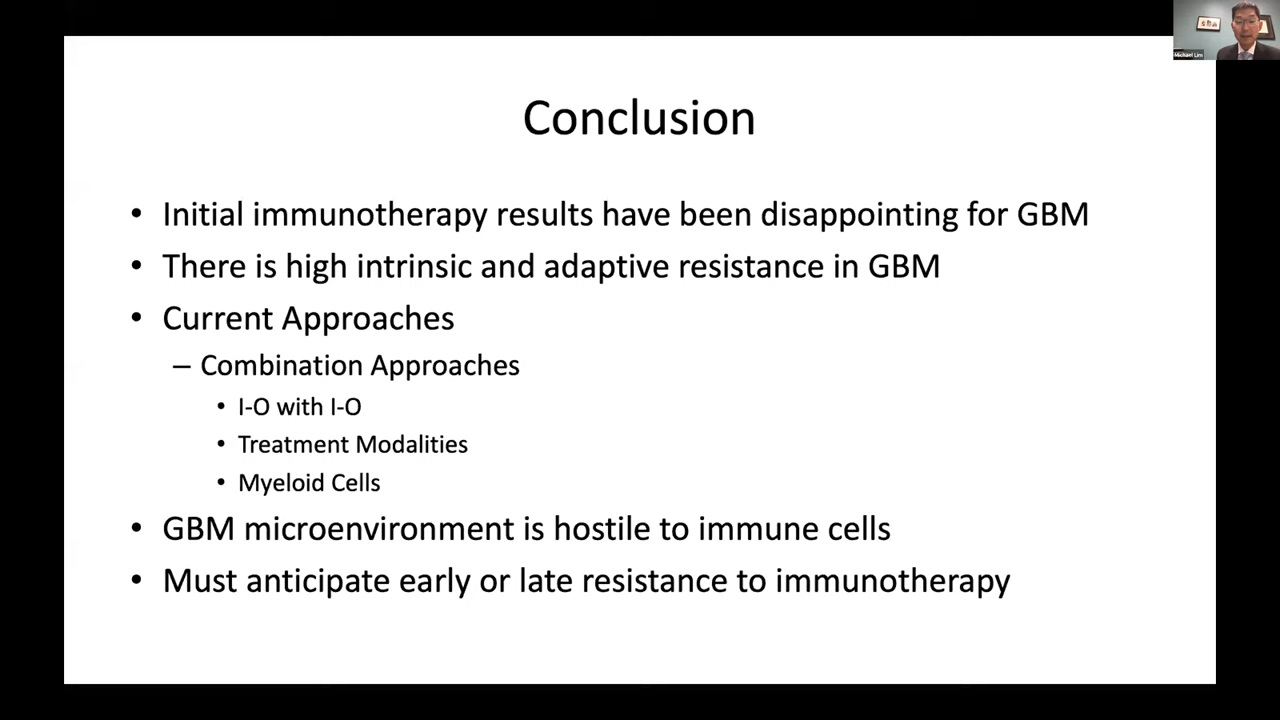 Michael Lim
Conclusion
• Initial immunotherapy results have been disappointing for GBM
• There is high intrinsic and adaptive resistance in GBM
• Current Approaches
– Combination Approaches
• I-O with I-O
• Treatment Modalities
• Myeloid Cells
• GBM microenvironment is hostile to immune cells
• Must anticipate early or late resistance to immunotherapy